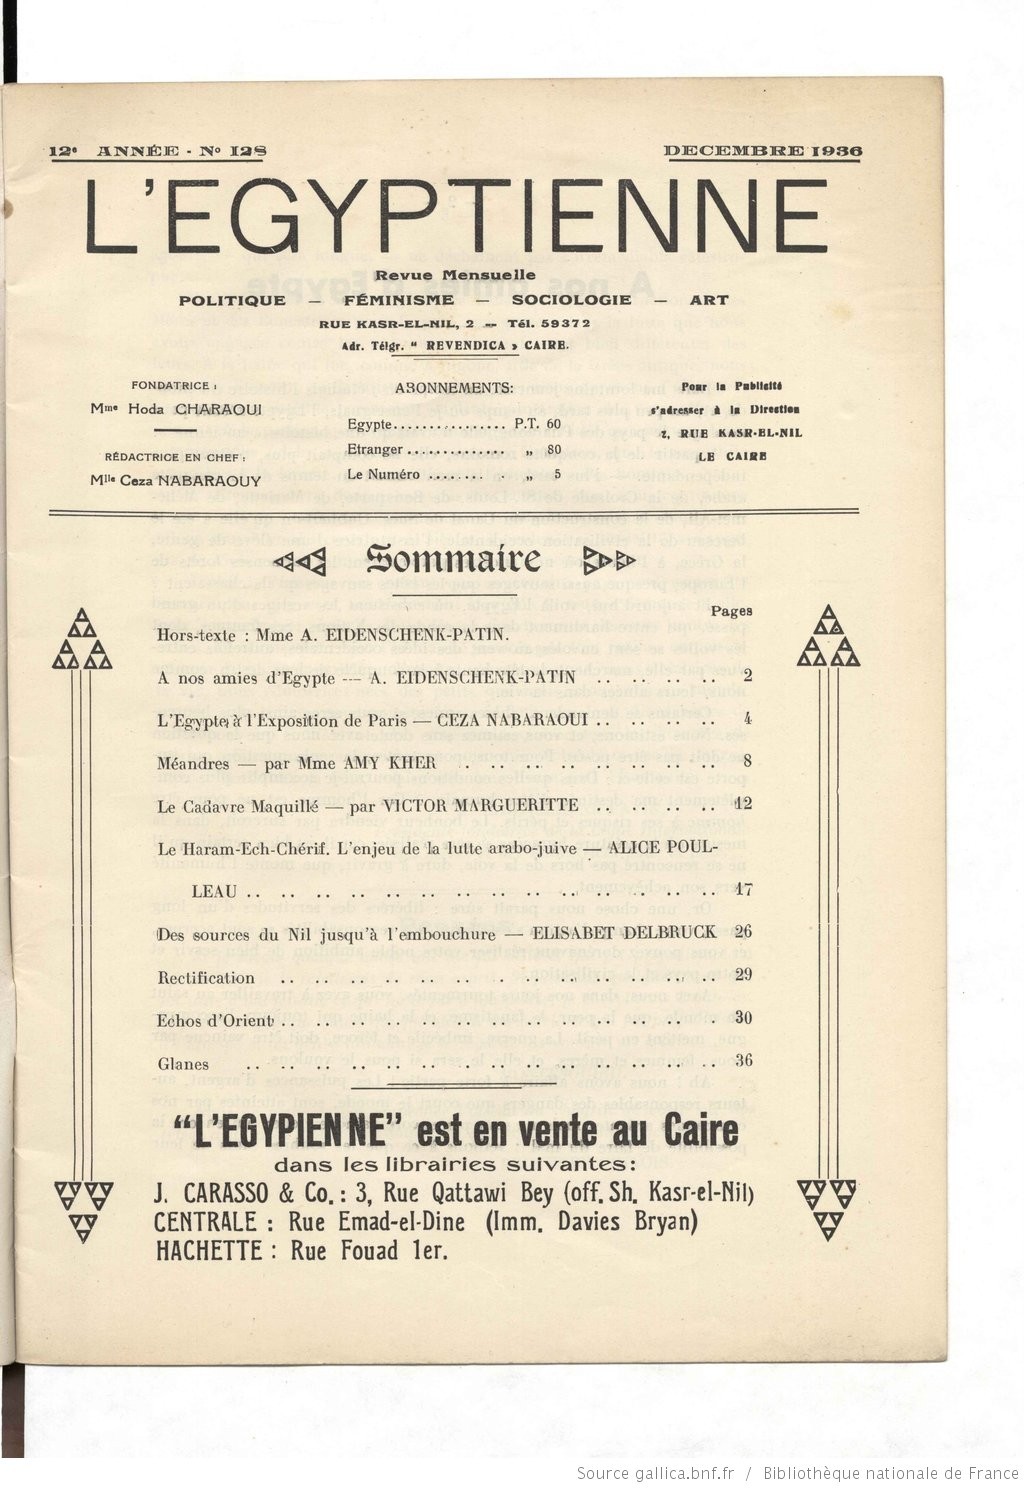 12e ANNÉE - No 128
DECEMBRE 1936
L'EGYPTIENNE
Revue Mensuelle
POLITIQUE — FÉMINISME — SOCIOLOGIE — ART
RUE KASR-EL-NIL, 2 — Tél. 59372
Adr. Télgr. " REVENDICA » CAIRE.
FONDATRICE :
Mme Hoda CHARAOUI
RÉDACTRICE EN CHEF :
Mlle Ceza NABARAOUY
ABONNEMENTS:
Egypte............... P.T. 60
Etranger ............. „ 80
Le Numéro ........ .. „ 5
Pour la Publicité
s'adresser à la Direction
2, RUE KASR-EL-NIL
LE CAIRE
Sommaire
Pages
Hors-texte : Mme A. EIDENSCHENK-PATIN.
A nos amies d'Egypte --- A. EIDENSCHENK-PATIN .. .. .. .. 2
L'Egypte à l'Exposition de Paris — CEZA NABARAOUI .. .. .. .. 4
Méandres — par Mme AMY KHER .. .. .. .. .. .. .. .. 8
Le Cadavre Maquillé — par VICTOR MARGUERITTE .. .. .. .. 12
Le Haram-Ech-Chérif. L'enjeu de la lutte arabo-juive — ALICE POUL-
LEAU .. .. .. .. .. .. .. .. .. .. .. .. .. .. 17
Des sources du Nil jusqu'à l'embouchure — ELISABET DELBRUCK 26
Rectification .. .. .. .. .. .. .. .. .. .. .. .. .. 29
Echos d'Orient .. .. .. .. .. .. .. .. .. .. .. .. . 30
Glanes .. .. .. .. .. .. .. .. .. .. .. .. .. .. 36
“L'EGYPIENNE” est en vente au Caire
dans les librairies suivantes:
J. CARASSO & Co. : 3, Rue Qattawi Bey (off. Sh. Kasr-el-Nil)
CENTRALE : Rue Emad-el-Dine (Imm. Davies Bryan)
HACHETTE : Rue Fouad 1er.
Source gallica.bnf.fr / Bibliothèque nationale de France